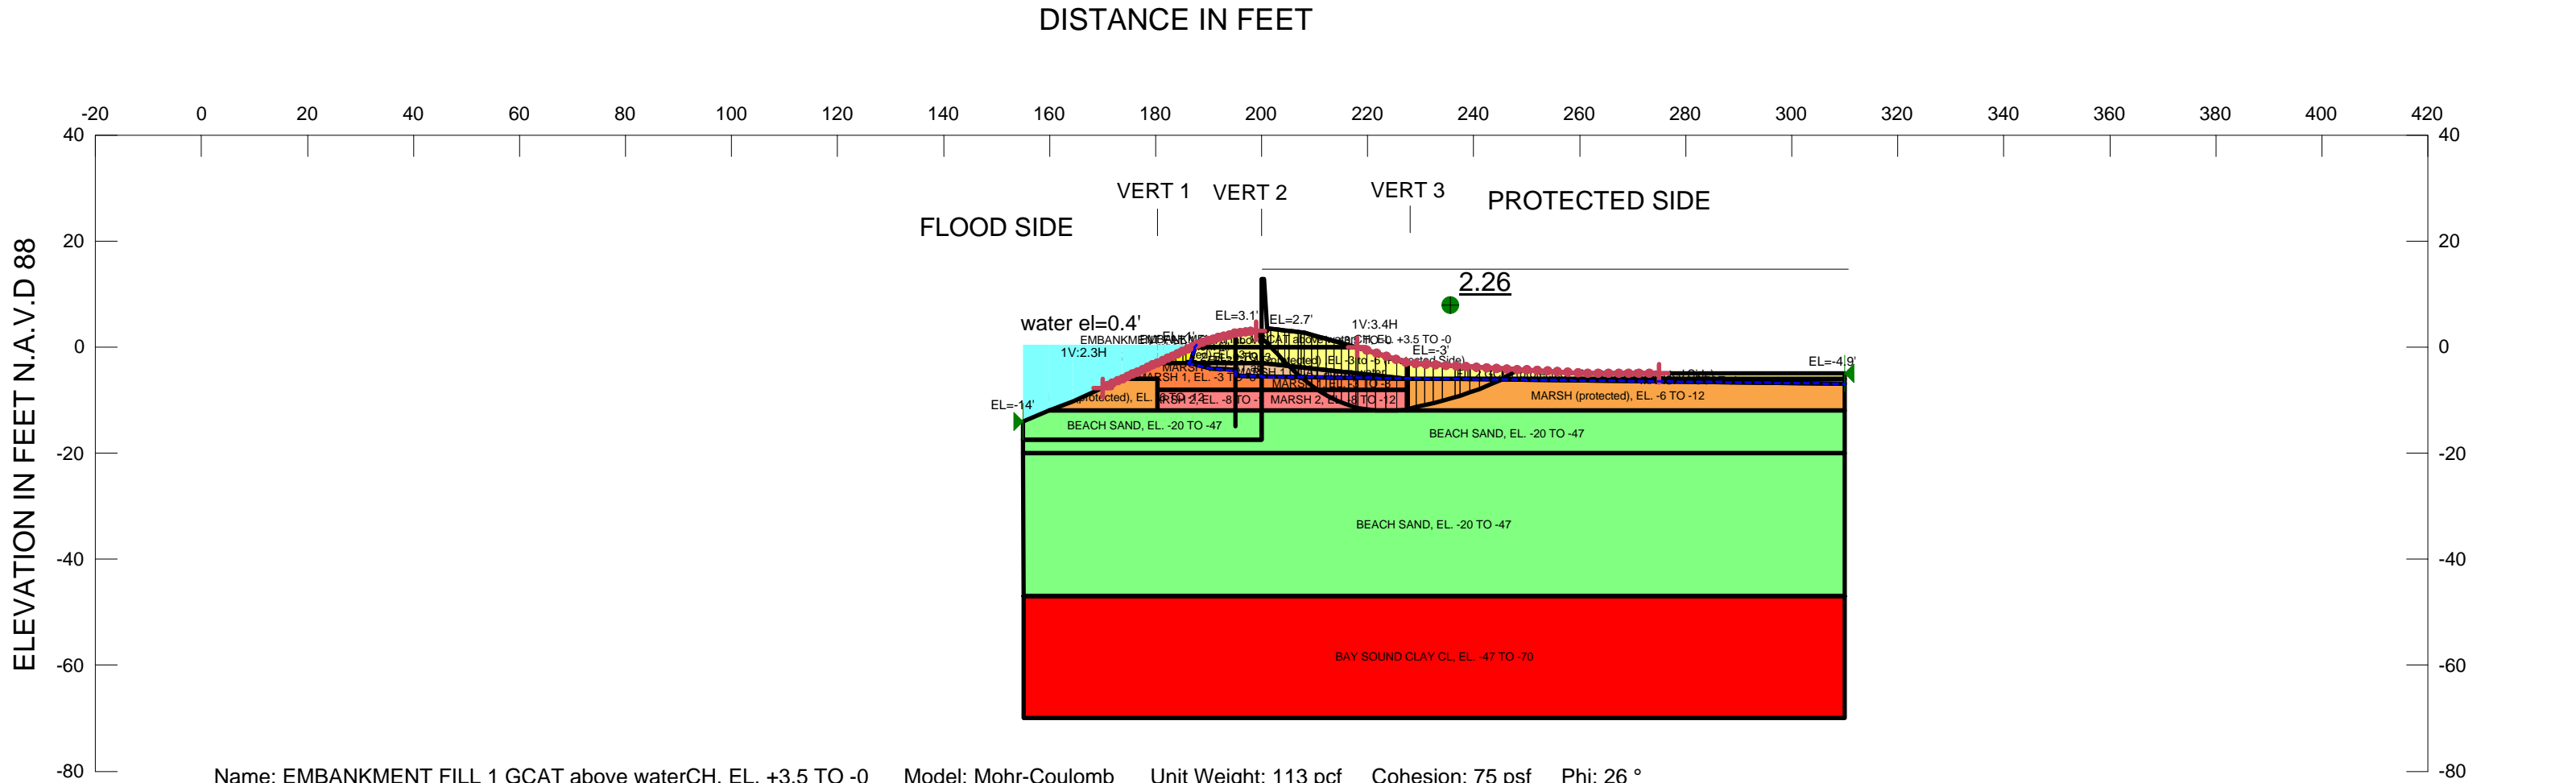 DISTANCE IN FEET
-20 0 20 40 60 80 100 120 140 160 180 200 220 240 260 280 300 320 340 360 380 400 420
40 40
VERT 1 VERT 2 VERT 3
PROTECTED SIDE
FLOOD SIDE
20 20
2.26
EL=3.1' EL=2.7'
water el=0.4' 1V:3.4H
0 0
1V:2.3H EL=-3'
EL=-4.9'
MARSH (protected), EL. -6 TO -12
MARSH 2, EL. -8 TO -12
EL=-14'
BEACH SAND, EL. -20 TO -47
BEACH SAND, EL. -20 TO -47
-20 -20
BEACH SAND, EL. -20 TO -47
-40 -40
BAY SOUND CLAY CL, EL. -47 TO -70
-60 -60
-80 -80
ELEVATION IN FEET N.A.V.D 88
Name: EMBANKMENT FILL 1 GCAT above waterCH, EL. +3.5 TO -0 Model: Mohr-Coulomb Unit Weight: 113 pcf Cohesion: 75 psf Phi: 26 °